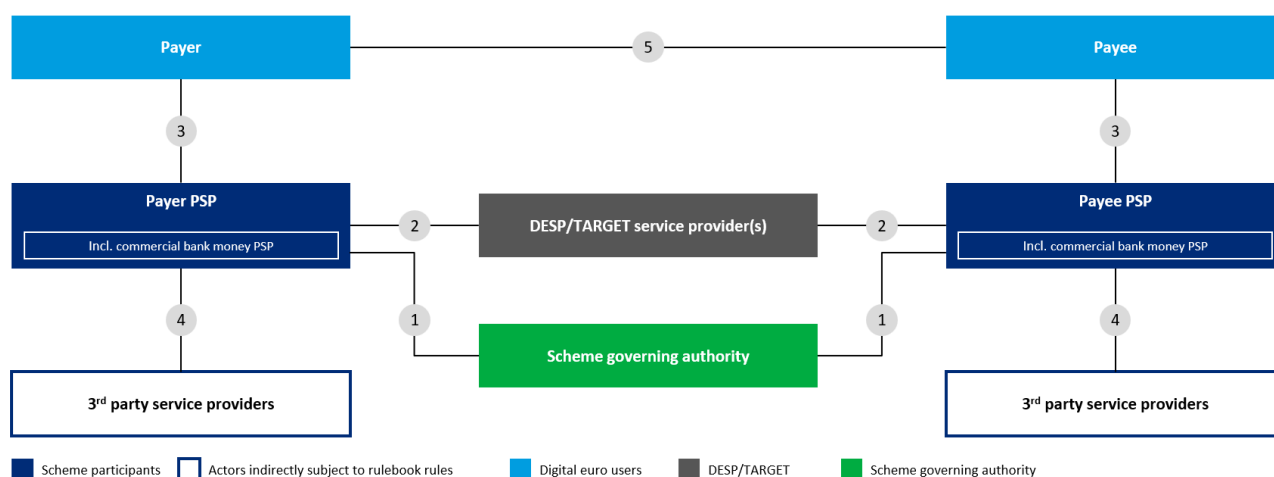 Payer
5
Payee
3
3
Payer PSP
Incl. commercial bank money PSP
2
DESP/TARGET service provider(s)
2
Payee PSP
Incl. commercial bank money PSP
1
1
4
4
Scheme governing authority
3rd party service providers
3rd party service providers
Scheme participants
Actors indirectly subject to rulebook rules
Digital euro users
DESP/TARGET
Scheme governing authority